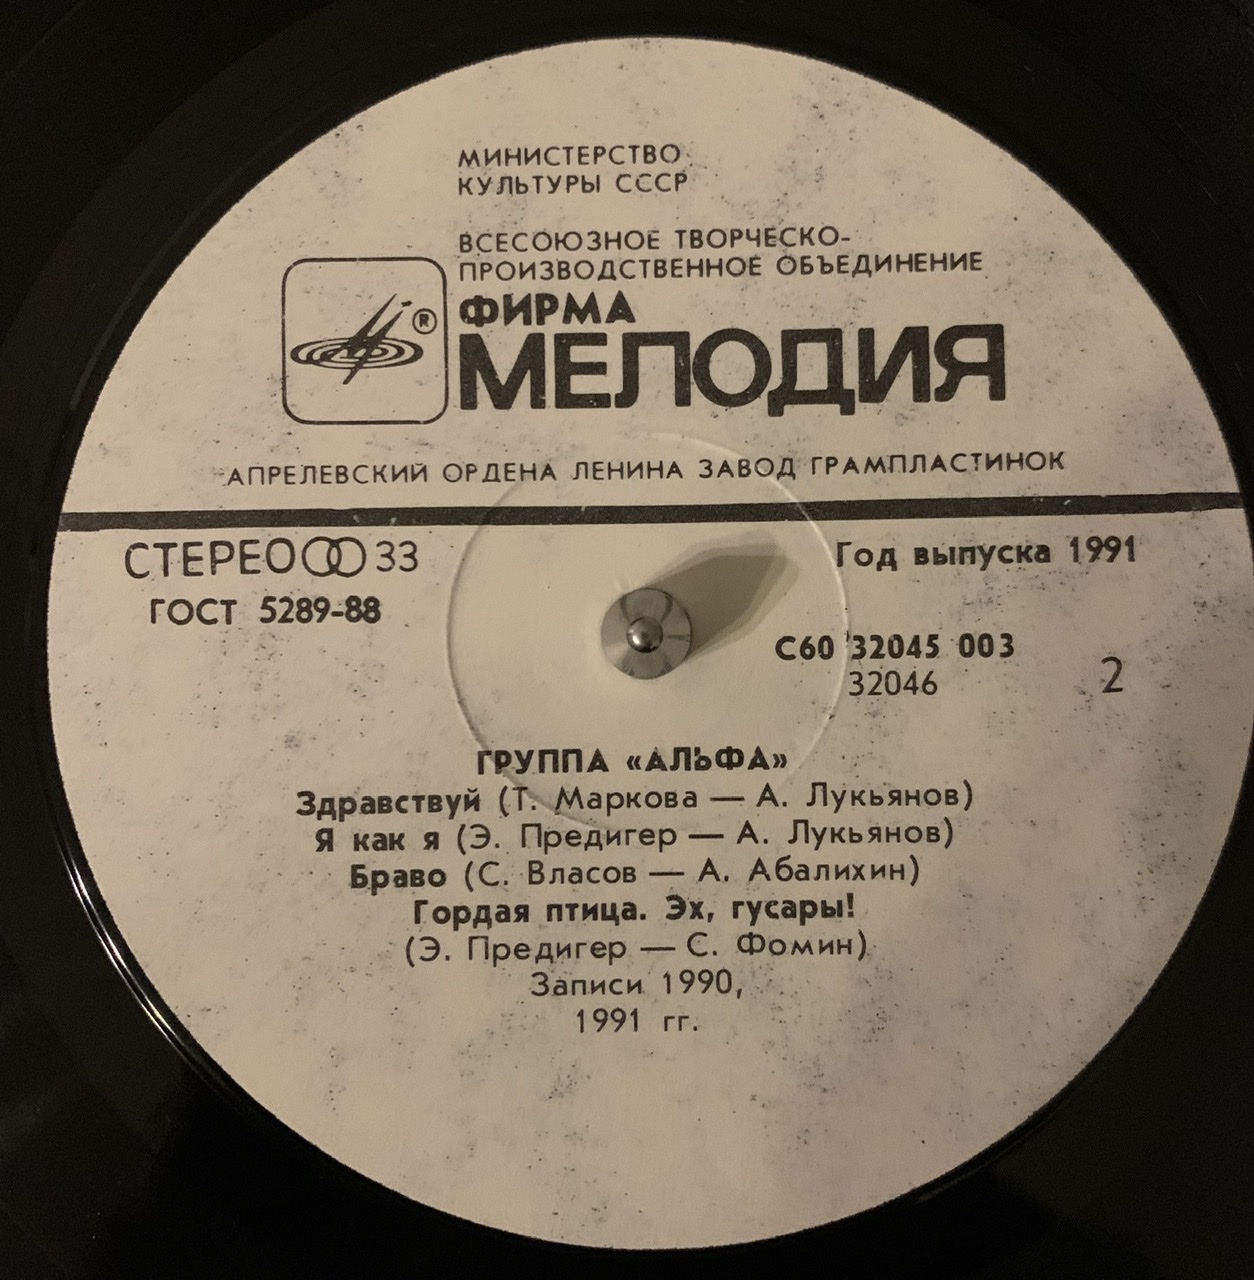 МИНИСТЕРСТВО
КУЛЬТУРЫ СССР
ВСЕСОЮЗНОЕ ТВОРЧЕСКО-
ПРОИЗВОДСТВЕННОЕ ОБЪЕДИНЕНИЕ
ФИРМА
®
МЕЛОДИЯ
АПРЕЛЕВСКИЙ ОРДЕНА ЛЕНИНА ЗАВОД ГРАМПЛАСТИНОК
СТЕРЕО 33
Год выпуска 1991
ГОСТ 5289-88
С60 32045 003
32046
2
ГРУППА «АЛЬФА»
Здравствуй (Т. Маркова — А. Лукьянов)
Я как я (Э. Предигер — А. Лукьянов)
Браво (С. Власов — А. Абалихин)
Гордая птица. Эх, гусары!
(Э. Предигер — С. Фомин)
Записи 1990,
1991 гг.